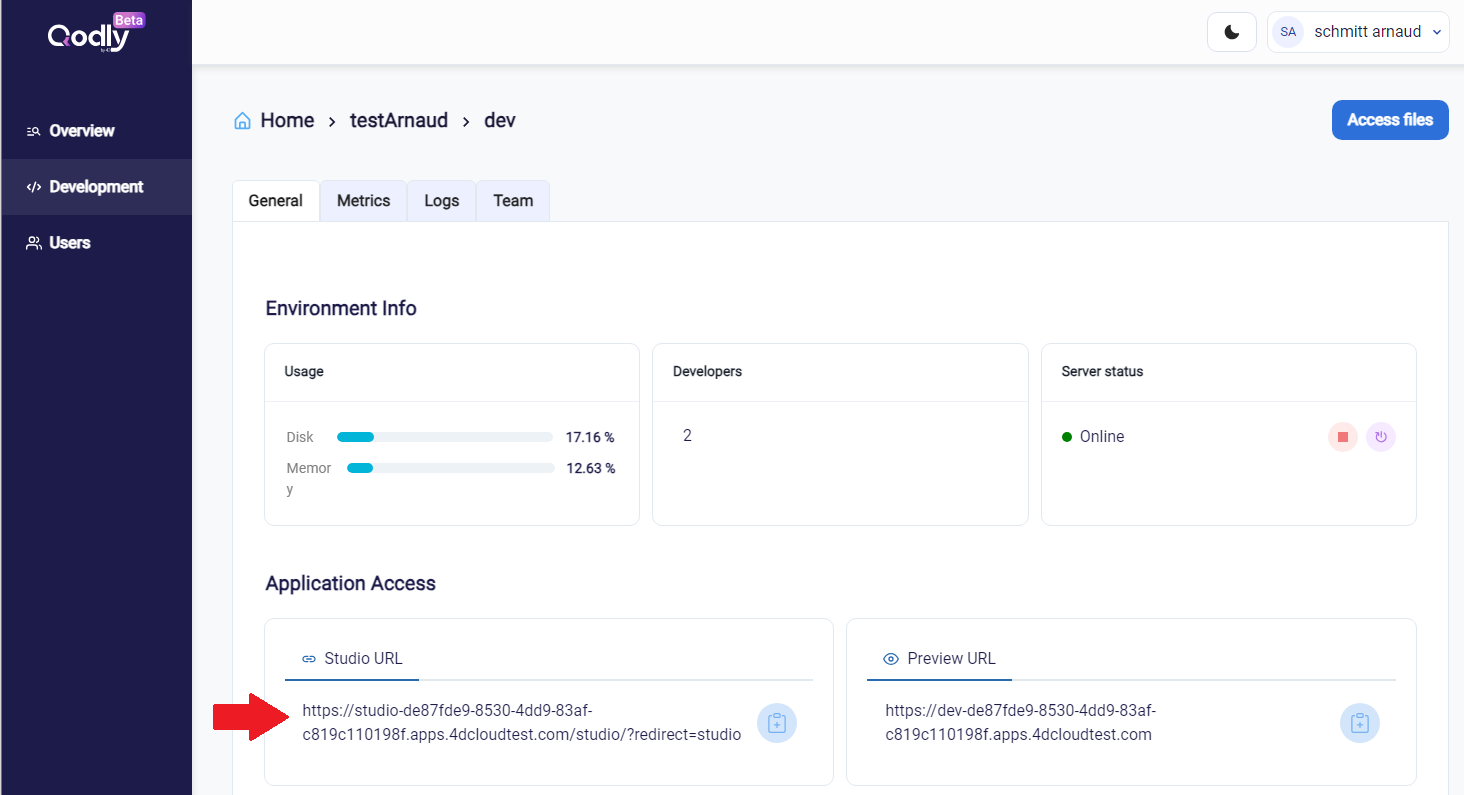 Qodly Beta
SA schmitt arnaud
Overview
Development
Users
Home > testArnaud > dev
Access files
General Metrics Logs Team
Environment Info
Usage
Disk 17.16 %
Memor 12.63 %
y
Developers
2
Server status
Online
Application Access
Studio URL
https://studio-de87fde9-8530-4dd9-83af-
c819c110198f.apps.4dcloudtest.com/studio/?redirect=studio
Preview URL
https://dev-de87fde9-8530-4dd9-83af-
c819c110198f.apps.4dcloudtest.com